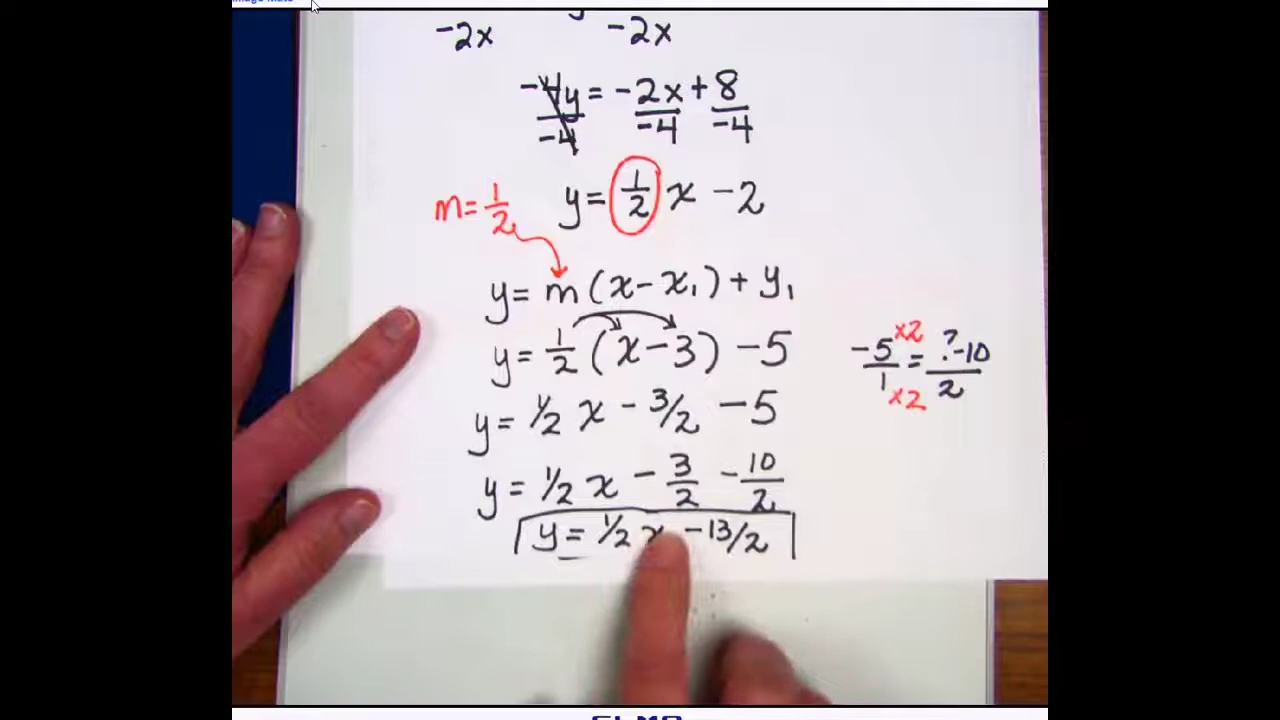 -2x -2x
-4y = -2x + 8
-4 -4 -4
m = 1/2 y = 1/2 x - 2
y = m (x - x₁) + y₁
y = 1/2 (x - 3) - 5
-5/1 ×2 ×2 = ? -10/2
y = 1/2 x - 3/2 - 5
y = 1/2 x - 3/2 - 10/2
y = 1/2 x - 13/2